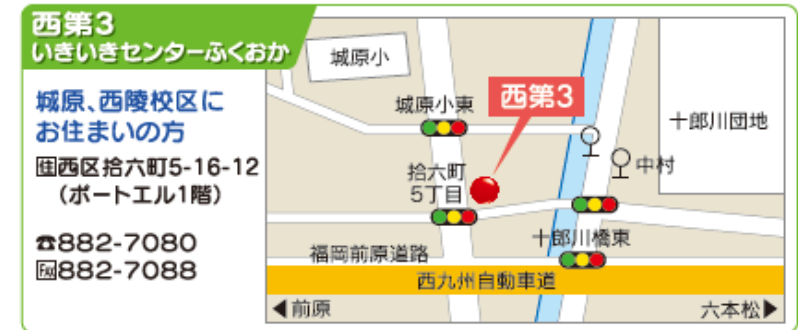 西第3
いきいきセンターふくおか
城原、西陵校区に
お住まいの方
住西区拾六町5-16-12
（ポートエル1階）
☎882-7080
FAX882-7088
城原小
城原小東
西第3
十郎川団地
拾六町
5丁目
中村
十郎川橋東
福岡前原道路
西九州自動車道
◀前原
六本松▶